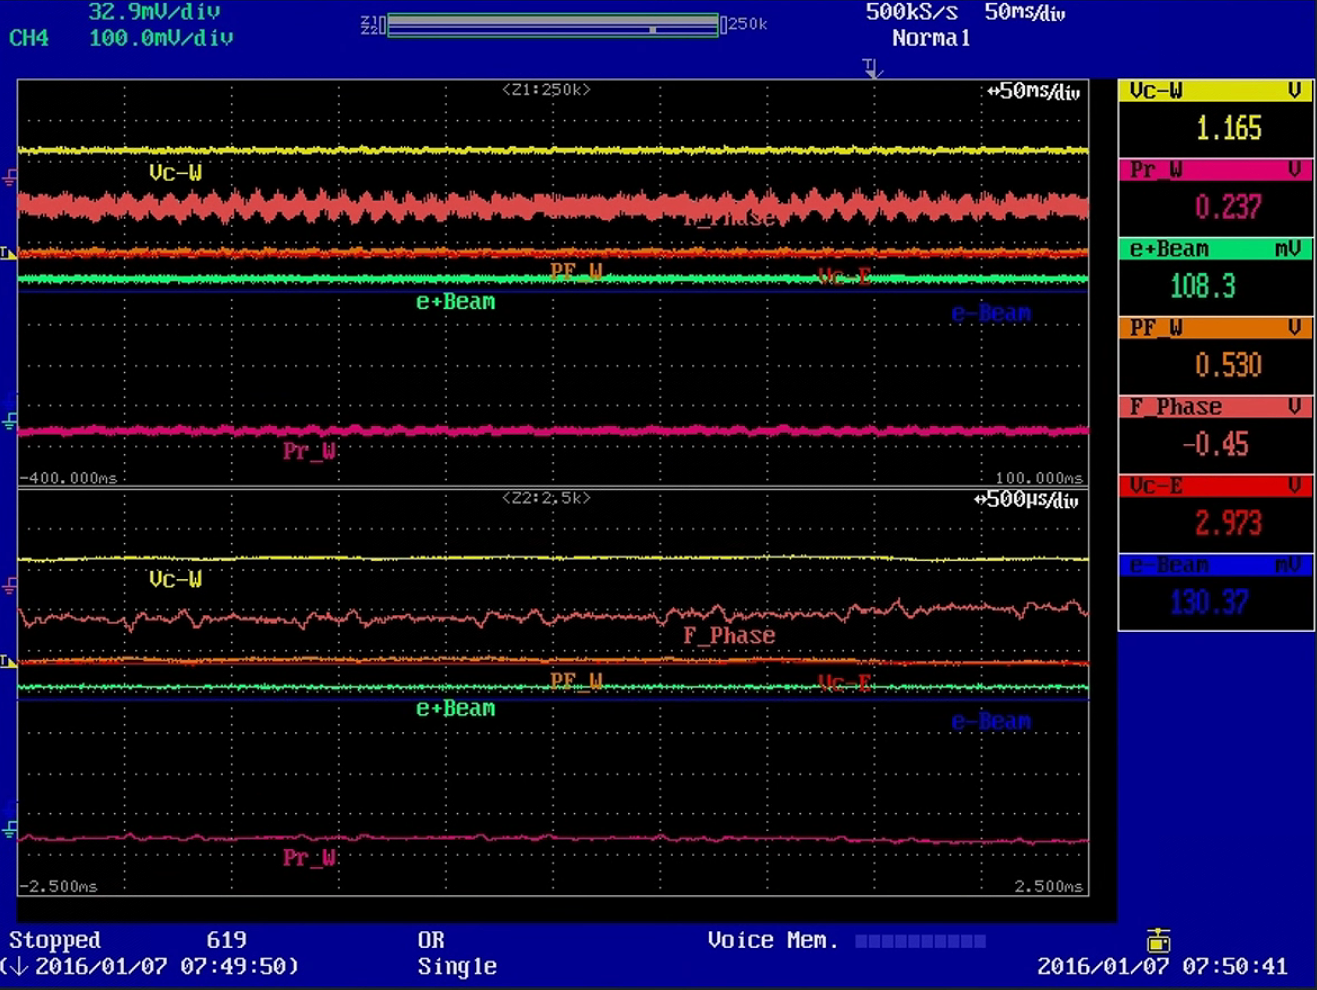 32.9mV/div 500kS/s 50ms/div
CH4 100.0mV/div Z1 Z2 250k Normal
T
<Z1:250k> ↔50ms/div
Vc-W
F_Phase
PF_W Vc-E
e+Beam
e-Beam
Pr_W
-400.000ms 100.000ms
<Z2:2.5k> ↔500µs/div
Vc-W
F_Phase
T
PF_W Vc-E
e+Beam
e-Beam
Pr_W
-2.500ms 2.500ms
Vc-W V
1.165
Pr_W V
0.237
e+Beam mV
108.3
PF_W V
0.530
F_Phase V
-0.45
Vc-E V
2.973
e-Beam mV
130.37
Stopped 619 OR Voice Mem.
(↓ 2016/01/07 07:49:50) Single 2016/01/07 07:50:41